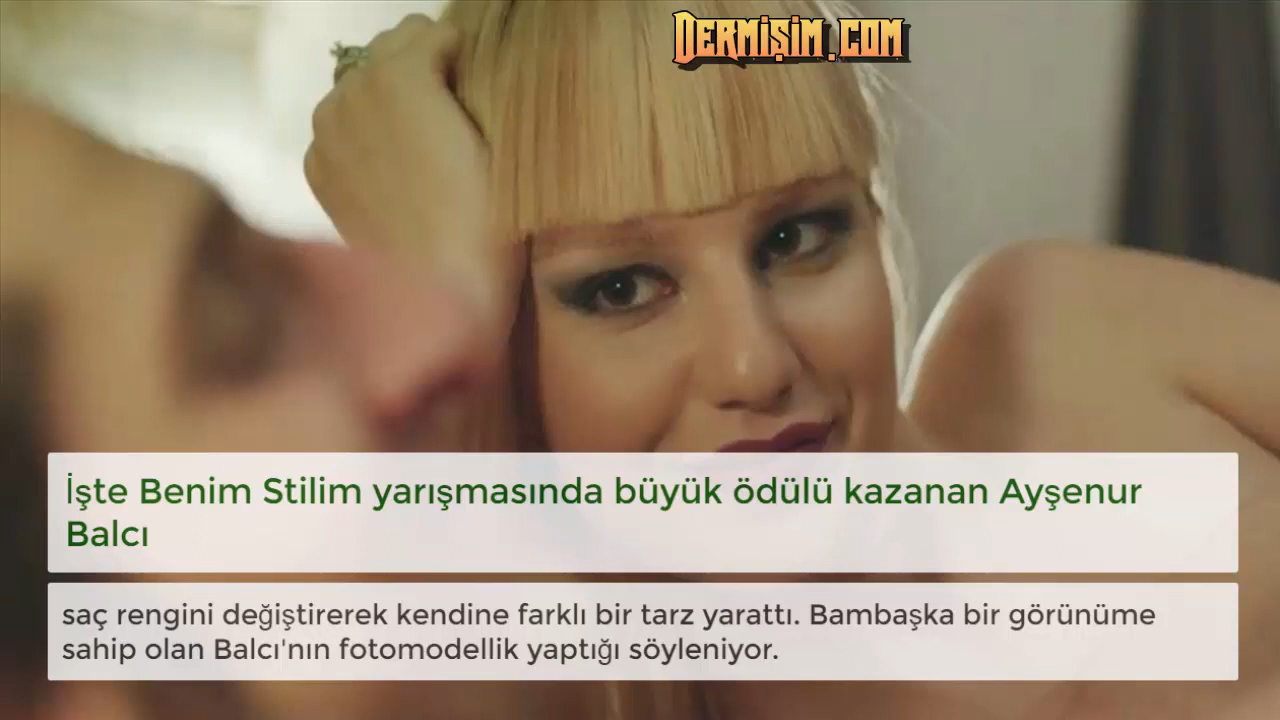 DERMİŞİM.COM
İşte Benim Stilim yarışmasında büyük ödülü kazanan Ayşenur
Balcı
saç rengini değiştirerek kendine farklı bir tarz yarattı. Bambaşka bir görünüme
sahip olan Balcı'nın fotomodellik yaptığı söyleniyor.